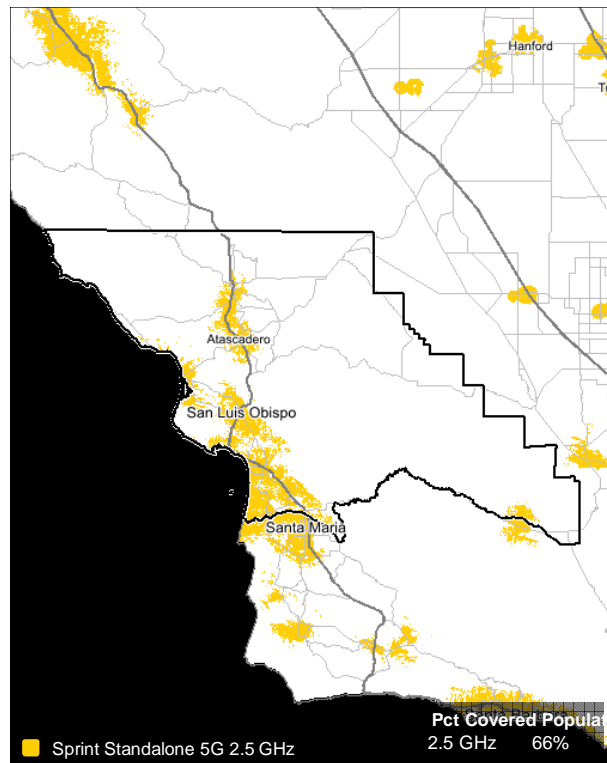 Hanford
Atascadero
San Luis Obispo
Santa Maria
Pct Covered Populat
Sprint Standalone 5G 2.5 GHz
2.5 GHz 66%